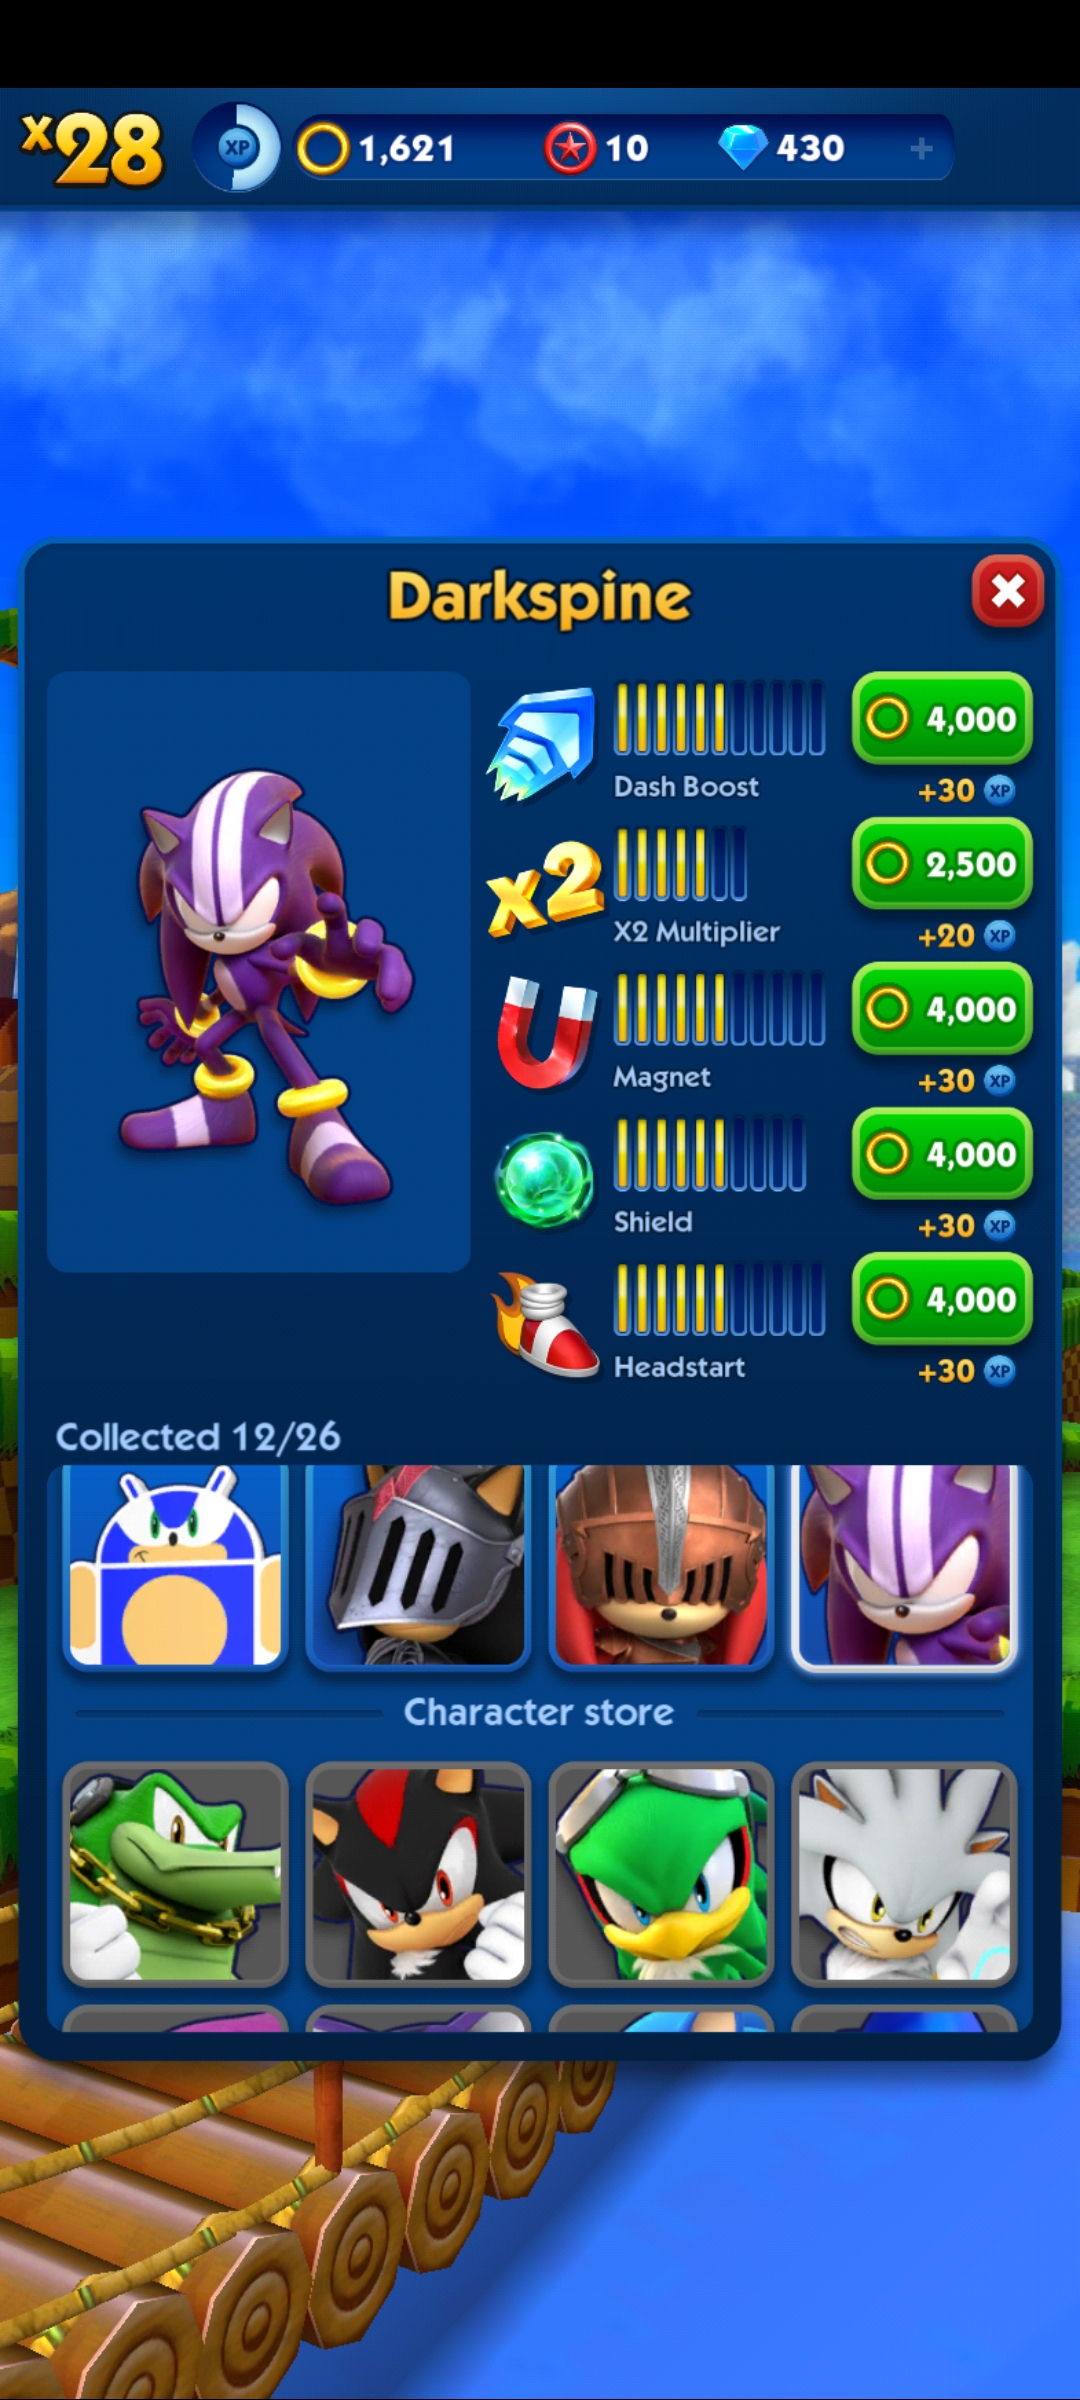 x28 XP 1,621 10 430 +
Darkspine
4,000
Dash Boost +30 XP
x2 2,500
X2 Multiplier +20 XP
4,000
Magnet +30 XP
4,000
Shield +30 XP
4,000
Headstart +30 XP
Collected 12/26
Character store